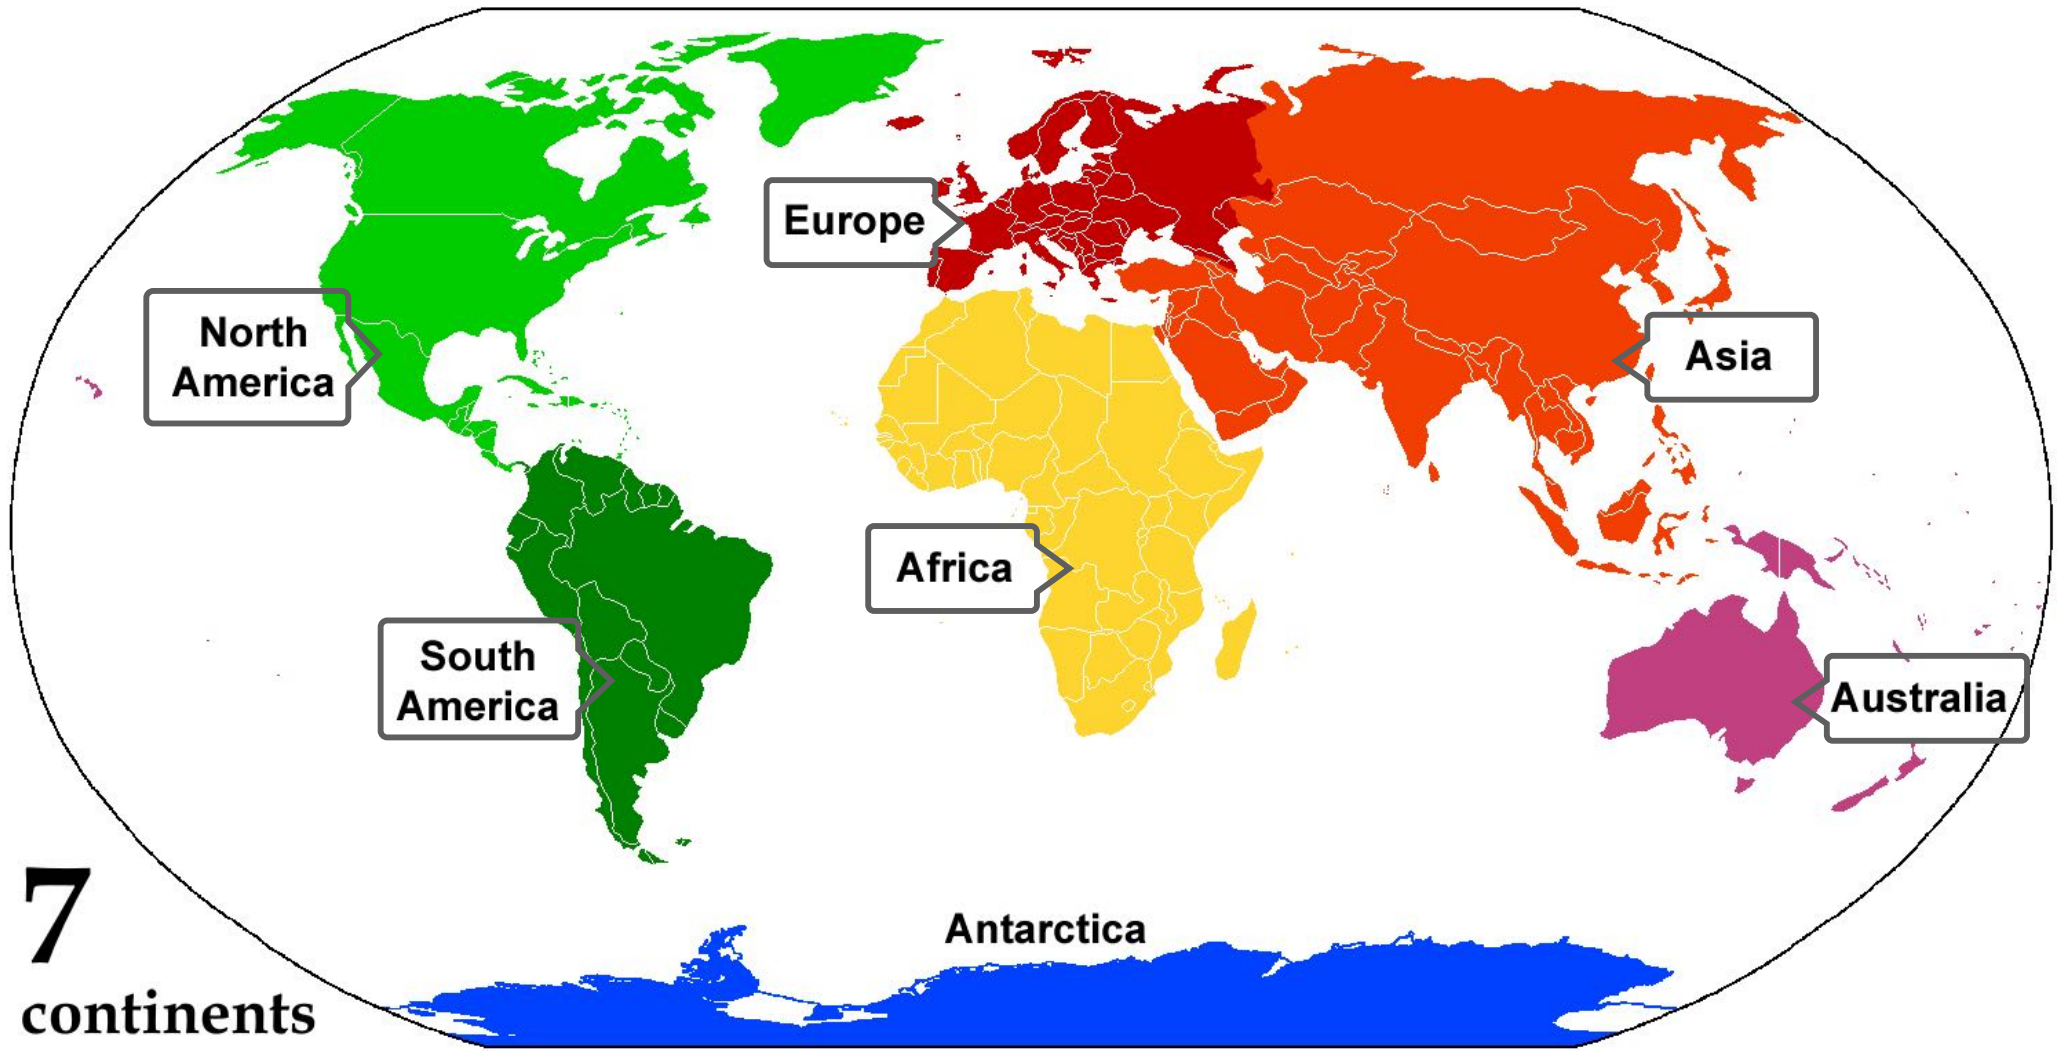 Europe
North
America
Asia
Africa
South
America
Australia
Antarctica
7
continents